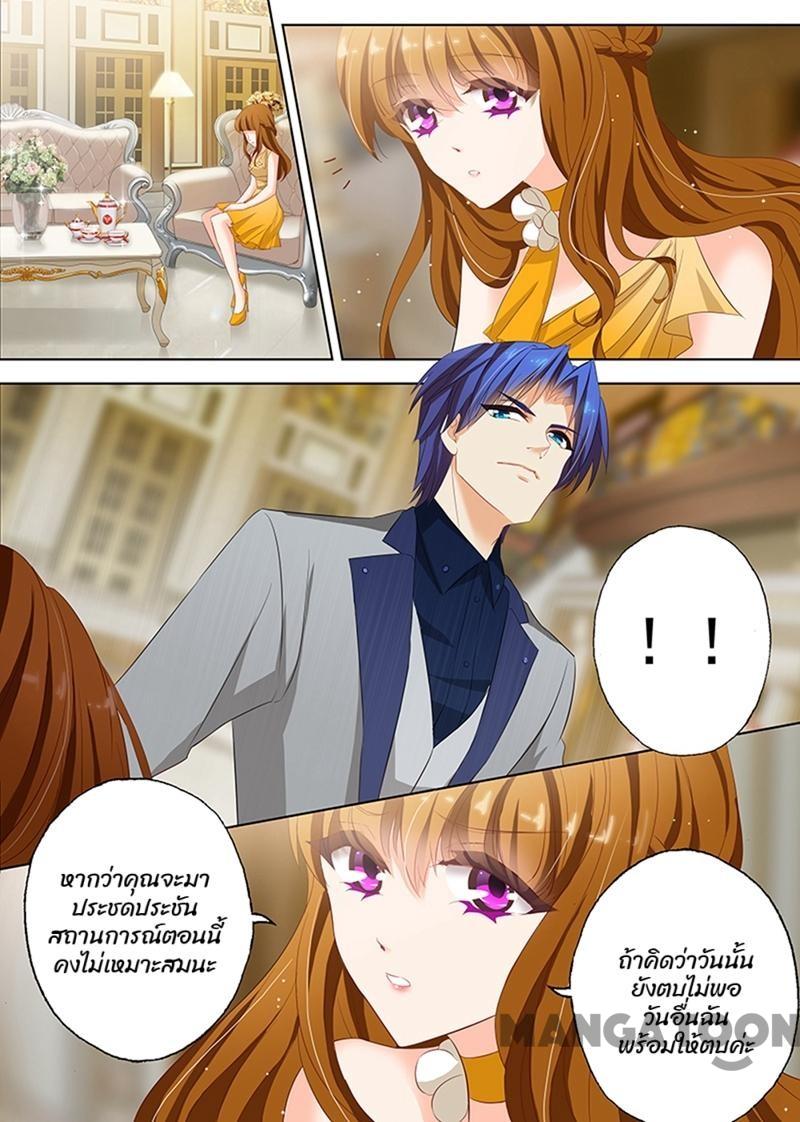 ！！
หากว่าคุณจะมา
ประชดประชัน
สถานการณ์ตอนนี้
คงไม่เหมาะสมนะ
ถ้าคิดว่าวันนั้น
ยังตบไม่พอ
วันอื่นฉัน
พร้อมให้ตบค่ะ
MANGATOON